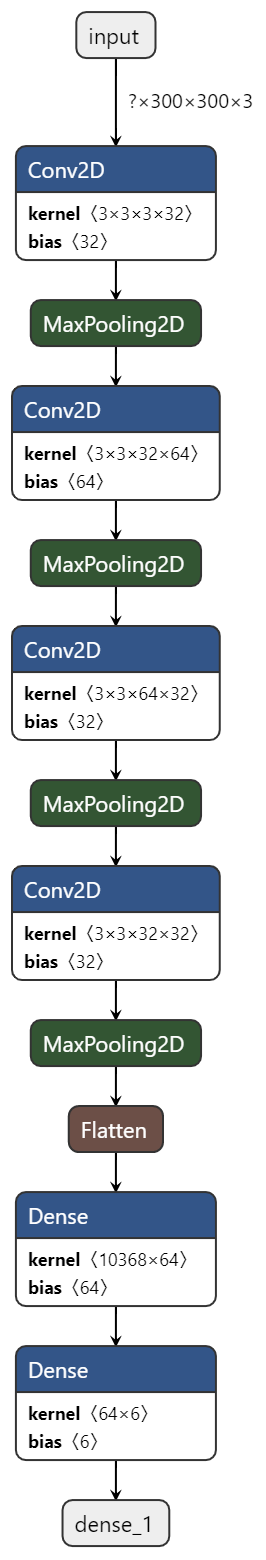 input
?×300×300×3
Conv2D
kernel〈3×3×3×32〉
bias〈32〉
MaxPooling2D
Conv2D
kernel〈3×3×32×64〉
bias〈64〉
MaxPooling2D
Conv2D
kernel〈3×3×64×32〉
bias〈32〉
MaxPooling2D
Conv2D
kernel〈3×3×32×32〉
bias〈32〉
MaxPooling2D
Flatten
Dense
kernel〈10368×64〉
bias〈64〉
Dense
kernel〈64×6〉
bias〈6〉
dense_1